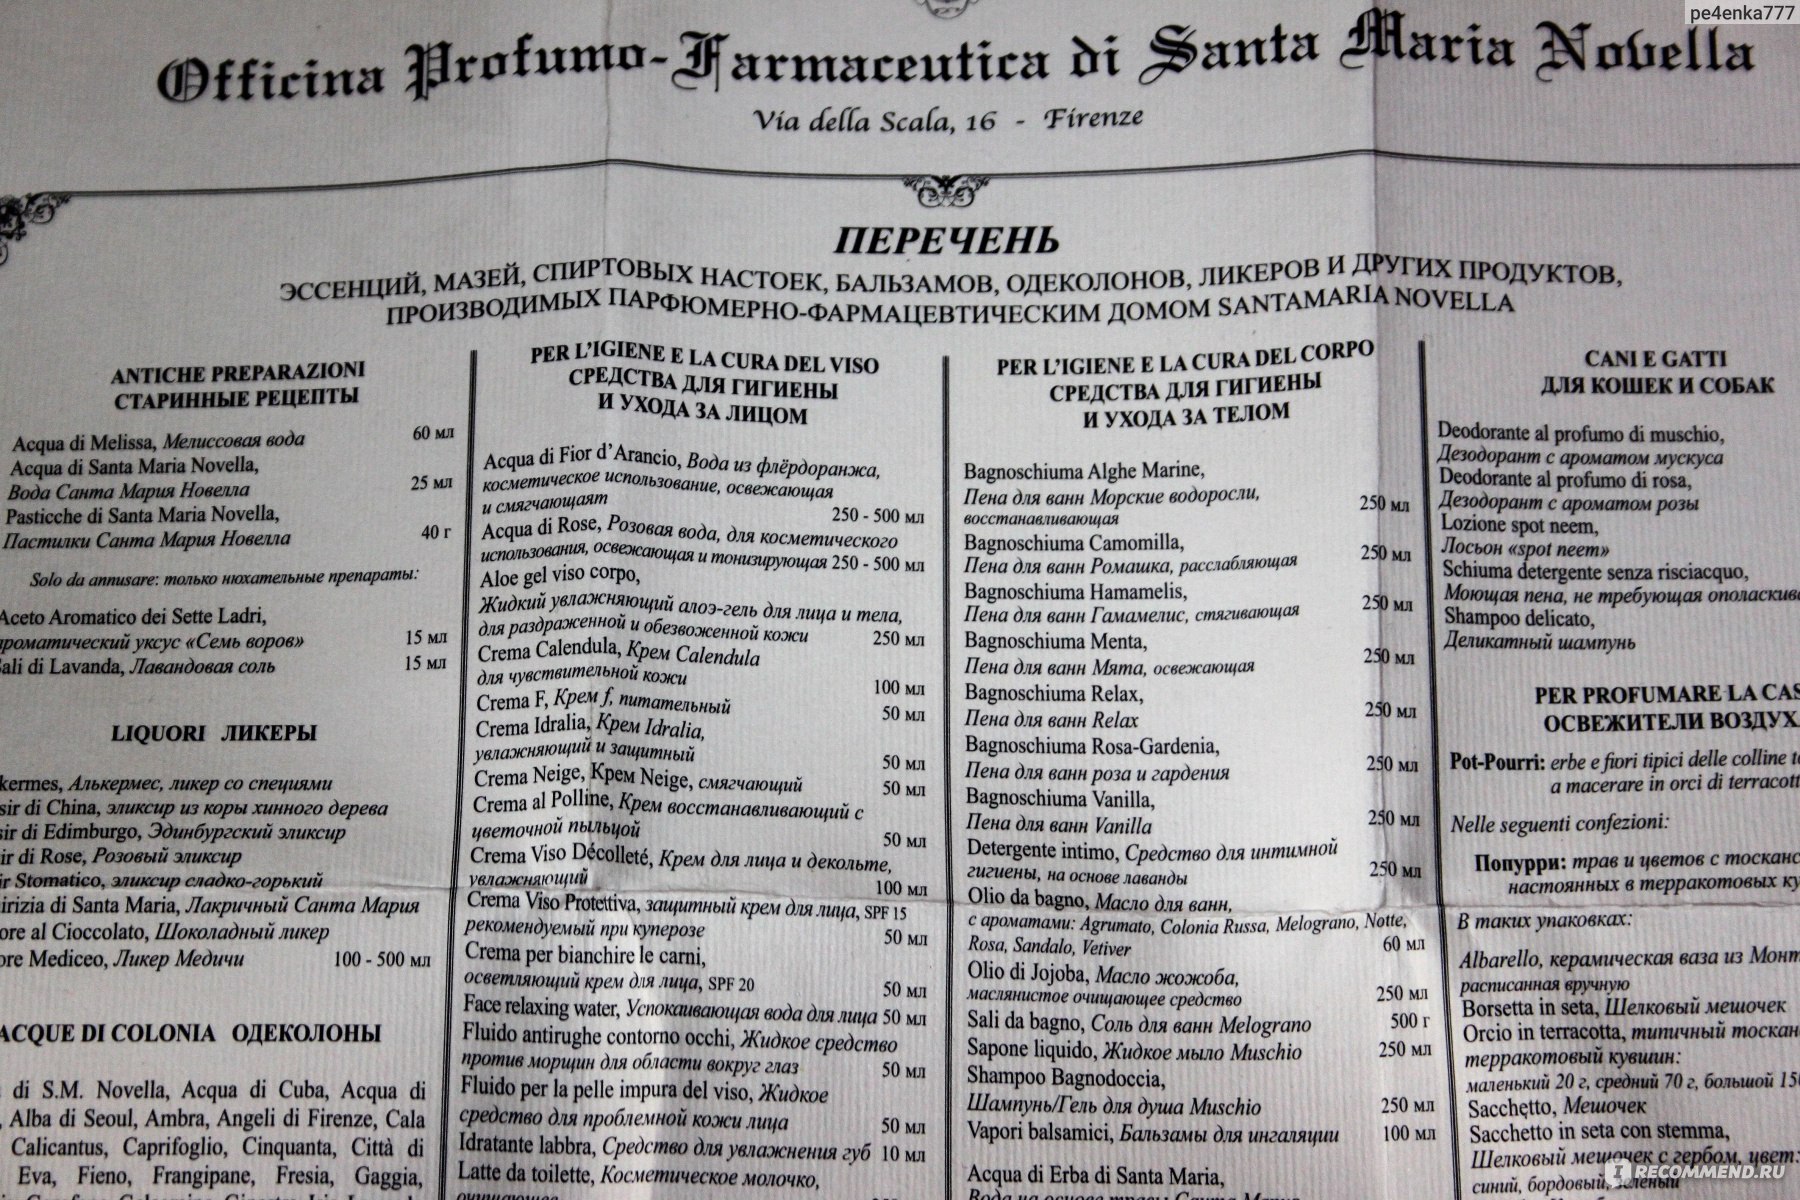 pe4enka777
Officina Profumo-Farmaceutica di Santa Maria Novella
Via della Scala, 16 - Firenze
ПЕРЕЧЕНЬ
ЭССЕНЦИЙ, МАЗЕЙ, СПИРТОВЫХ НАСТОЕК, БАЛЬЗАМОВ, ОДЕКОЛОНОВ, ЛИКЕРОВ И ДРУГИХ ПРОДУКТОВ,
ПРОИЗВОДИМЫХ ПАРФЮМЕРНО-ФАРМАЦЕВТИЧЕСКИМ ДОМОМ SANTAMARIA NOVELLA
ANTICHE PREPARAZIONI
СТАРИННЫЕ РЕЦЕПТЫ
Acqua di Melissa, Мелиссовая вода 60 мл
Acqua di Santa Maria Novella,
Вода Санта Мария Новелла 25 мл
Pasticche di Santa Maria Novella,
Пастилки Санта Мария Новелла 40 г
Solo da annusare: только нюхательные препараты:
Aceto Aromatico dei Sette Ladri,
ароматический уксус «Семь воров» 15 мл
Sali di Lavanda, Лавандовая соль 15 мл
LIQUORI ЛИКЕРЫ
kermes, Алькермес, ликер со специями
sir di China, эликсир из коры хинного дерева
sir di Edimburgo, Эдинбургский эликсир
ir di Rose, Розовый эликсир
ir Stomatico, эликсир сладко-горький
irizia di Santa Maria, Лакричный Санта Мария
ore al Cioccolato, Шоколадный ликер
ore Mediceo, Ликер Медичи 100 - 500 мл
ACQUE DI COLONIA ОДЕКОЛОНЫ
di S.M. Novella, Acqua di Cuba, Acqua di
, Alba di Seoul, Ambra, Angeli di Firenze, Cala
Calicantus, Caprifoglio, Cinquanta, Città di
Eva, Fieno, Frangipane, Fresia, Gaggia,
PER L'IGIENE E LA CURA DEL VISO
СРЕДСТВА ДЛЯ ГИГИЕНЫ
И УХОДА ЗА ЛИЦОМ
Acqua di Fior d'Arancio, Вода из флёрдоранжа,
косметическое использование, освежающая
и смягчающаят 250 - 500 мл
Acqua di Rose, Розовая вода, для косметического
использования, освежающая и тонизирующая 250 - 500 мл
Aloe gel viso corpo,
Жидкий увлажняющий алоэ-гель для лица и тела,
для раздраженной и обезвоженной кожи 250 мл
Crema Calendula, Крем Calendula
для чувствительной кожи 100 мл
Crema F, Крем f, питательный 50 мл
Crema Idralia, Крем Idralia,
увлажняющий и защитный 50 мл
Crema Neige, Крем Neige, смягчающий 50 мл
Crema al Polline, Крем восстанавливающий с
цветочной пыльцой 50 мл
Crema Viso Décolleté, Крем для лица и декольте,
увлажняющий 100 мл
Crema Viso Protettiva, защитный крем для лица, SPF 15
рекомендуемый при куперозе 50 мл
Crema per bianchire le carni,
осветляющий крем для лица, SPF 20 50 мл
Face relaxing water, Успокаивающая вода для лица 50 мл
Fluido antirughe contorno occhi, Жидкое средство
против морщин для области вокруг глаз 50 мл
Fluido per la pelle impura del viso, Жидкое
средство для проблемной кожи лица 50 мл
Idratante labbra, Средство для увлажнения губ 10 мл
Latte da toilette, Косметическое молочко,
очищающее
PER L'IGIENE E LA CURA DEL CORPO
СРЕДСТВА ДЛЯ ГИГИЕНЫ
И УХОДА ЗА ТЕЛОМ
Bagnoschiuma Alghe Marine,
Пена для ванн Морские водоросли, 250 мл
восстанавливающая
Bagnoschiuma Camomilla,
Пена для ванн Ромашка, расслабляющая 250 мл
Bagnoschiuma Hamamelis,
Пена для ванн Гамамелис, стягивающая 250 мл
Bagnoschiuma Menta,
Пена для ванн Мята, освежающая 250 мл
Bagnoschiuma Relax,
Пена для ванн Relax 250 мл
Bagnoschiuma Rosa-Gardenia,
Пена для ванн роза и гардения 250 мл
Bagnoschiuma Vanilla,
Пена для ванн Vanilla 250 мл
Detergente intimo, Средство для интимной
гигиены, на основе лаванды 250 мл
Olio da bagno, Масло для ванн,
с ароматами: Agrumato, Colonia Russa, Melograno, Notte,
Rosa, Sandalo, Vetiver 60 мл
Olio di Jojoba, Масло жожоба,
маслянистое очищающее средство 250 мл
Sali da bagno, Соль для ванн Melograno 500 г
Sapone liquido, Жидкое мыло Muschio 250 мл
Shampoo Bagnodoccia,
Шампунь/Гель для душа Muschio 250 мл
Vapori balsamici, Бальзамы для ингаляции 100 мл
Acqua di Erba di Santa Maria,
CANI E GATTI
ДЛЯ КОШЕК И СОБАК
Deodorante al profumo di muschio,
Дезодорант с ароматом мускуса
Deodorante al profumo di rosa,
Дезодорант с ароматом розы
Lozione spot neem,
Лосьон «spot neem»
Schiuma detergente senza risciacquo,
Моющая пена, не требующая ополаскива
Shampoo delicato,
Деликатный шампунь
PER PROFUMARE LA CAS
ОСВЕЖИТЕЛИ ВОЗДУХ
Pot-Pourri: erbe e fiori tipici delle colline to
a macerare in orci di terracott
Nelle seguenti confezioni:
Попурри: трав и цветов с тосканс
настоянных в терракотовых ку
В таких упаковках:
Albarello, керамическая ваза из Монт
расписанная вручную
Borsetta in seta, Шелковый мешочек
Orcio in terracotta, типичный тоскан
терракотовый кувшин:
маленький 20 г, средний 70 г, большой 150
Sacchetto, Мешочек
Sacchetto in seta con stemma,
Шелковый мешочек с гербом, цвет:
синий, бордовый, зеленый
IRECOMMEND.RU